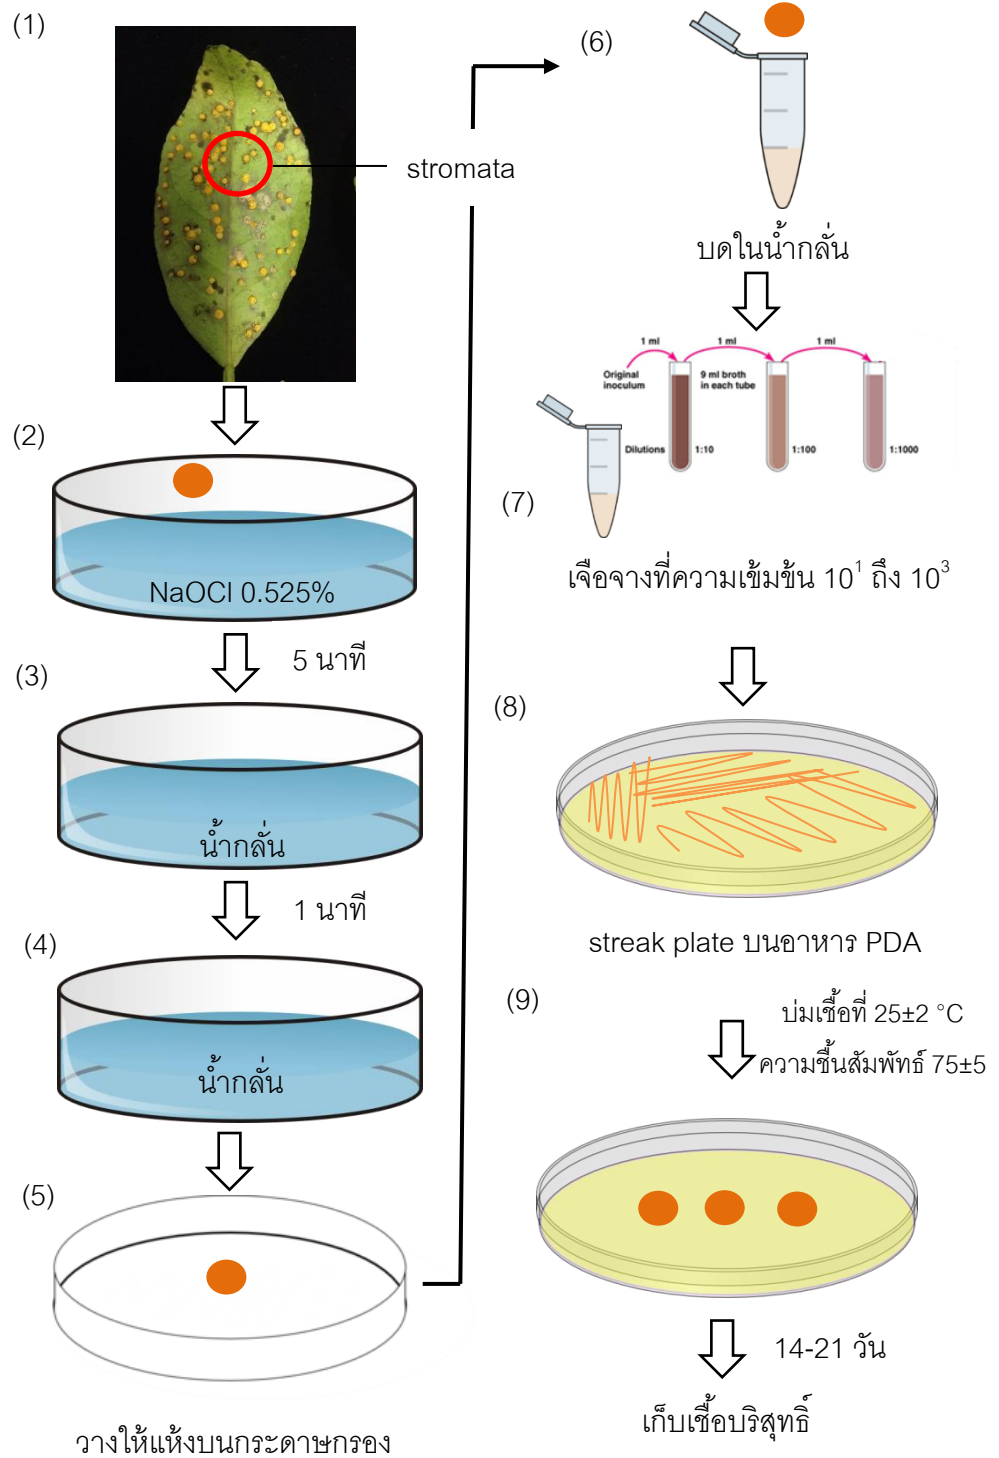 (1)
stromata
(2)
NaOCl 0.525%
5 นาที
(3)
น้ำกลั่น
1 นาที
(4)
น้ำกลั่น
(5)
วางให้แห้งบนกระดาษกรอง
(6)
บดในน้ำกลั่น
1 ml
1 ml
1 ml
Original
inoculum
9 ml broth
in each tube
Dilutions
1:10
1:100
1:1000
(7)
เจือจางที่ความเข้มข้น 10¹ ถึง 10³
(8)
streak plate บนอาหาร PDA
(9)
บ่มเชื้อที่ 25±2 °C
ความชื้นสัมพัทธ์ 75±5
14-21 วัน
เก็บเชื้อบริสุทธิ์